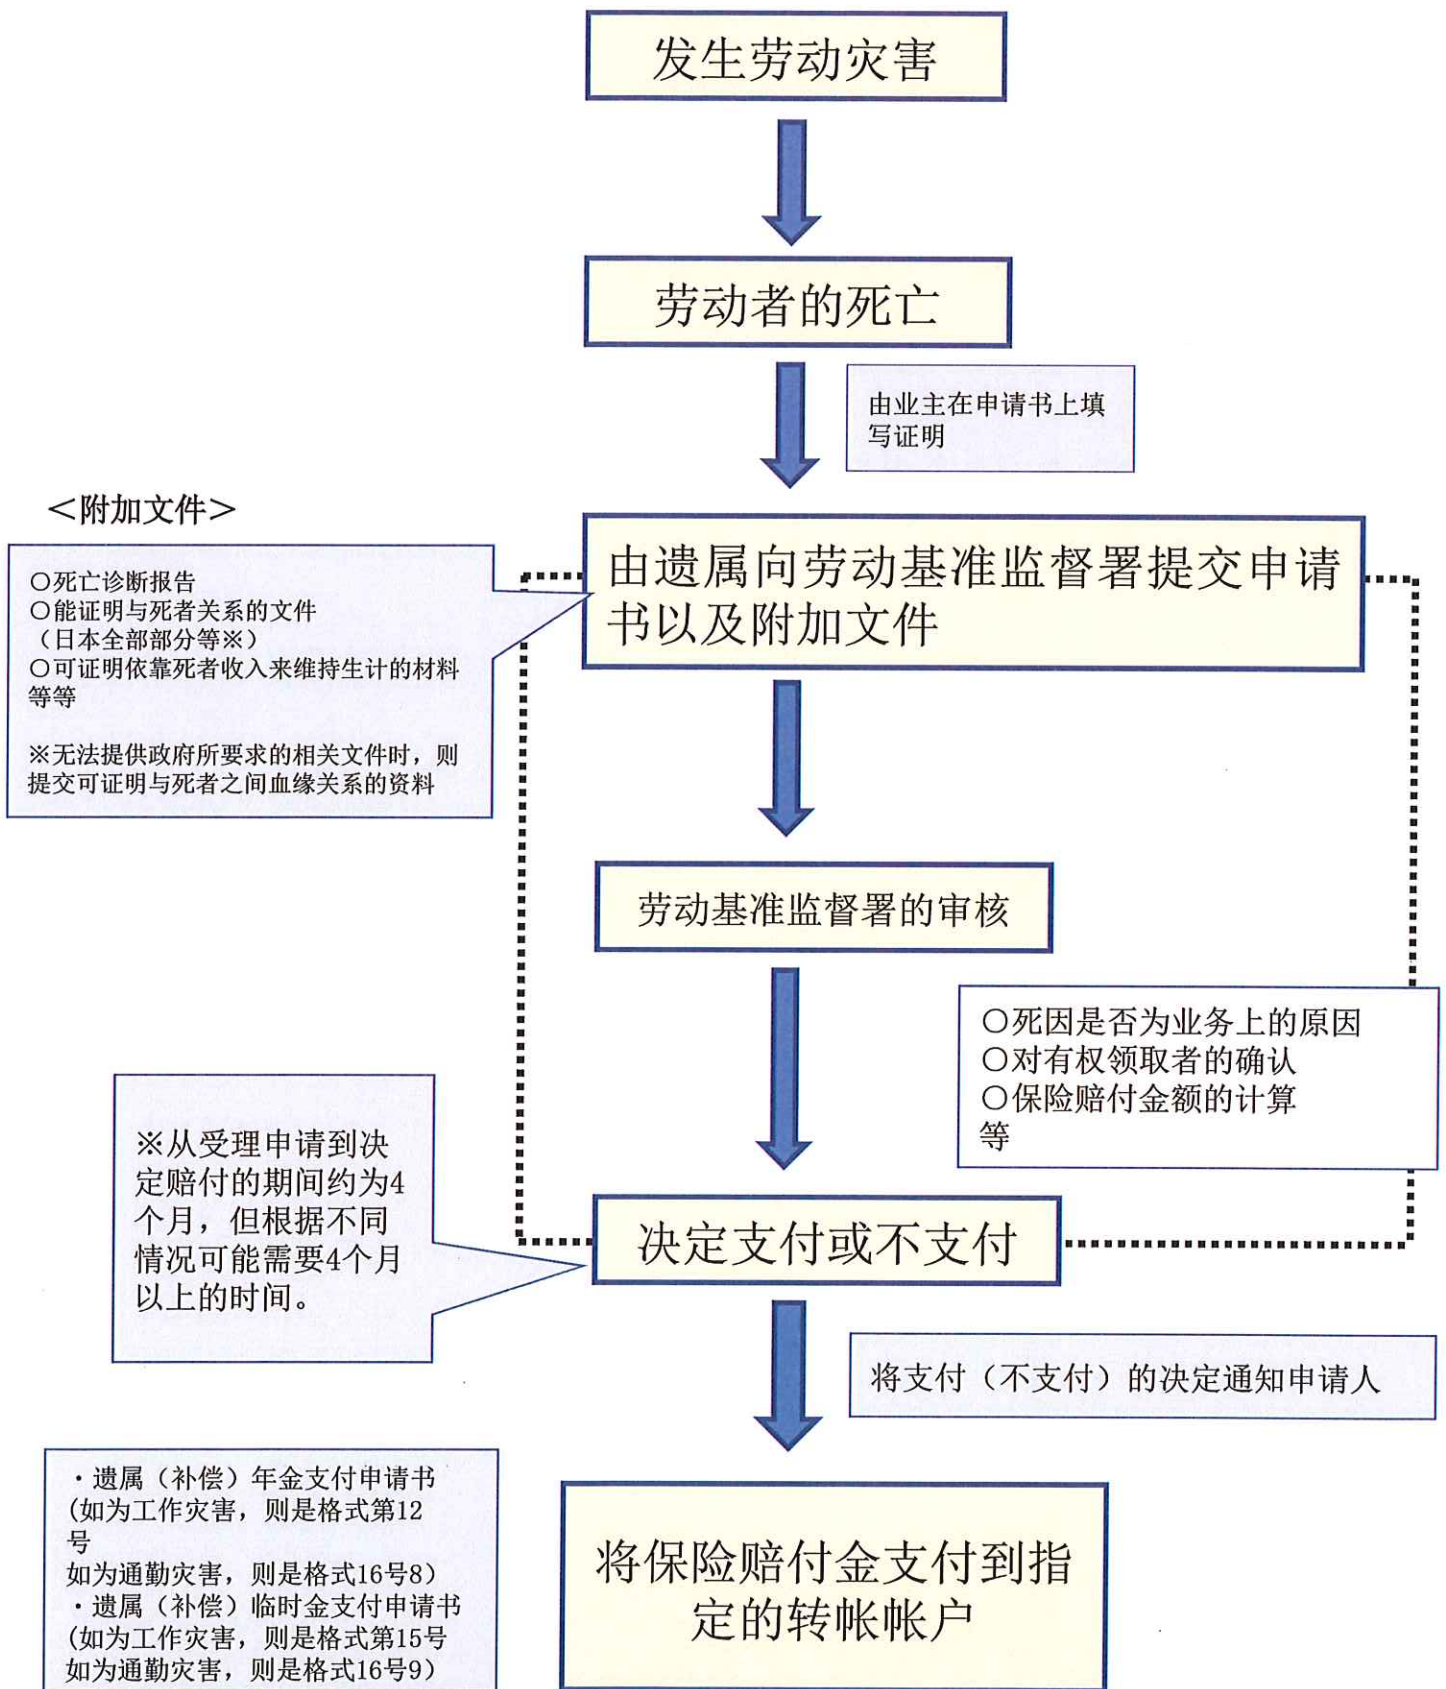 发生劳动灾害
劳动者的死亡
由业主在申请书上填
写证明
＜附加文件＞
〇死亡诊断报告
〇能证明与死者关系的文件
（日本全部部分等※）
〇可证明依靠死者收入来维持生计的材料
等等
※无法提供政府所要求的相关文件时，则
提交可证明与死者之间血缘关系的资料
由遗属向劳动基准监督署提交申请
书以及附加文件
劳动基准监督署的审核
〇死因是否为业务上的原因
〇对有权领取者的确认
〇保险赔付金额的计算
等
※从受理申请到决
定赔付的期间约为4
个月，但根据不同
情况可能需要4个月
以上的时间。
决定支付或不支付
将支付（不支付）的决定通知申请人
・遗属（补偿）年金支付申请书
(如为工作灾害，则是格式第12
号
如为通勤灾害，则是格式16号8）
・遗属（补偿）临时金支付申请书
(如为工作灾害，则是格式第15号
如为通勤灾害，则是格式16号9）
将保险赔付金支付到指
定的转帐帐户